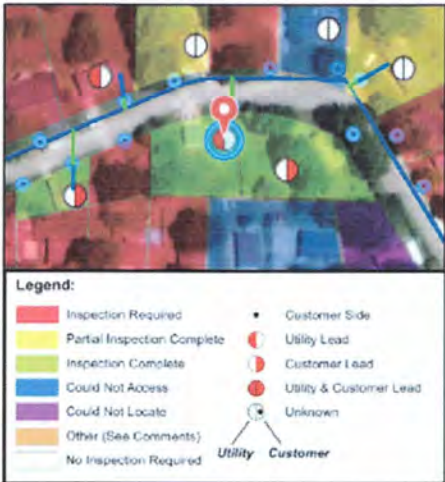 Legend:
Inspection Required
Partial Inspection Complete
Inspection Complete
Could Not Access
Could Not Locate
Other (See Comments)
No Inspection Required
Customer Side
Utility Lead
Customer Lead
Utility & Customer Lead
Unknown
Utility Customer